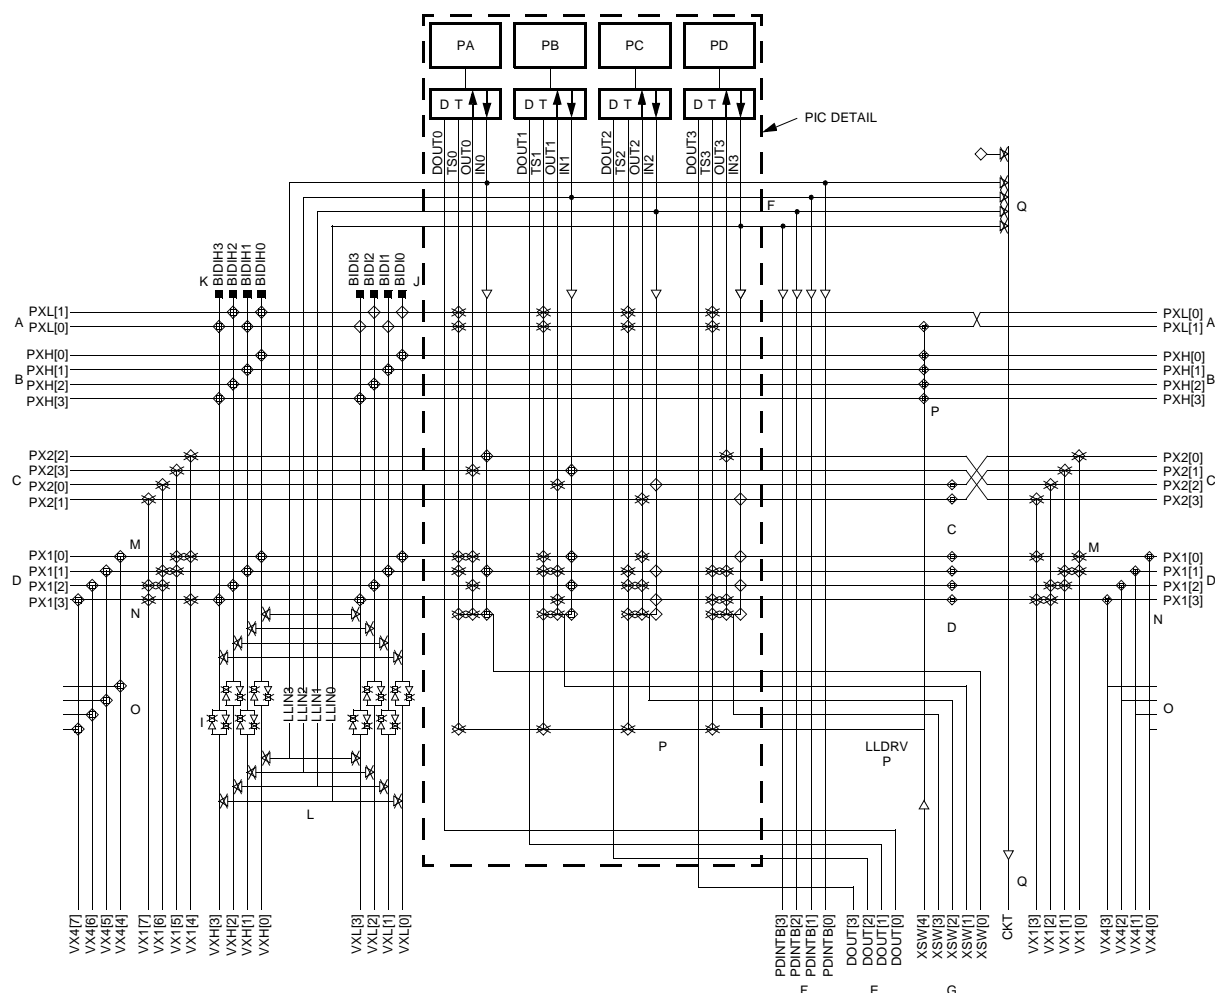 PA PB PC PD
D T D T D T D T
PIC DETAIL
DOUT0 TS0 OUT0 IN0 DOUT1 TS1 OUT1 IN1 DOUT2 TS2 OUT2 IN2 DOUT3 TS3 OUT3 IN3
F Q
K BIDIH3 BIDIH2 BIDIH1 BIDIH0 BIDI3 BIDI2 BIDI1 BIDI0 J
PXL[1] PXL[0]
A PXL[0] PXL[1] A
PXH[0] PXH[0]
PXH[1] PXH[1]
B PXH[2] PXH[2] B
PXH[3] PXH[3]
P
PX2[2] PX2[0]
PX2[3] PX2[1]
C PX2[0] PX2[2] C
PX2[1] PX2[3]
C
M M
PX1[0] PX1[0]
PX1[1] PX1[1]
D PX1[2] PX1[2] D
PX1[3] PX1[3]
N D N
LLIN3 LLIN2 LLIN1 LLIN0
O I O
P LLDRV
P
L
Q
VX4[7] VX4[6] VX4[5] VX4[4] VX1[7] VX1[6] VX1[5] VX1[4] VXH[3] VXH[2] VXH[1] VXH[0] VXL[3] VXL[2] VXL[1] VXL[0] PDINTB[3] PDINTB[2] PDINTB[1] PDINTB[0] DOUT[3] DOUT[2] DOUT[1] DOUT[0] XSW[4] XSW[3] XSW[2] XSW[1] XSW[0] CKT VX1[3] VX1[2] VX1[1] VX1[0] VX4[3] VX4[2] VX4[1] VX4[0]
G